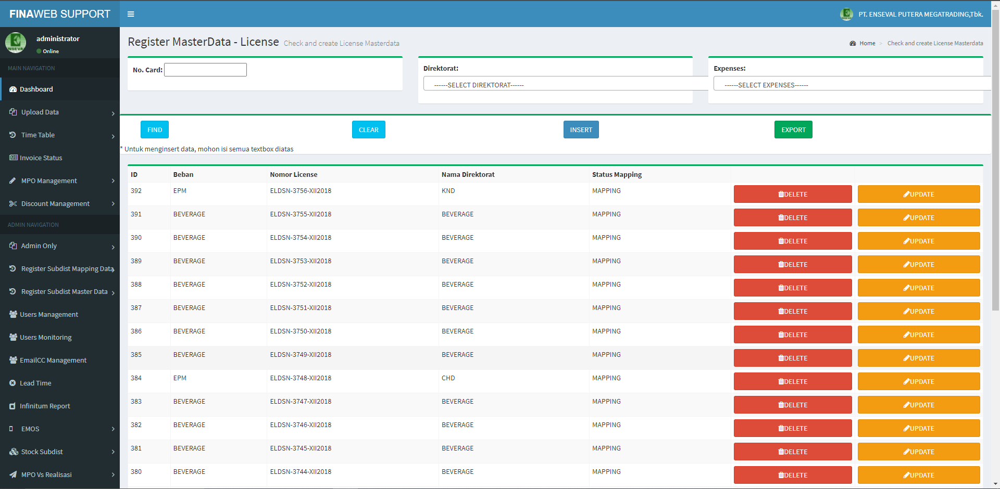 FINAWEB SUPPORT
PT. ENSEVAL PUTERA MEGATRADING,Tbk.
administrator
Online
MAIN NAVIGATION
Dashboard
Upload Data
Time Table
Invoice Status
MPO Management
Discount Management
ADMIN NAVIGATION
Admin Only
Register Subdist Mapping Data
Register Subdist Master Data
Users Management
Users Monitoring
EmailCC Management
Lead Time
Infinitum Report
EMOS
Stock Subdist
MPO Vs Realisasi
Register MasterData - License Check and create License Masterdata
Home > Check and create License Masterdata
No. Card:
Direktorat:
------SELECT DIREKTORAT------
Expenses:
------SELECT EXPENSES------
FIND CLEAR INSERT EXPORT
* Untuk menginsert data, mohon isi semua textbox diatas
ID Beban Nomor License Nama Direktorat Status Mapping
392 EPM ELDSN-3756-XII2018 KND MAPPING DELETE UPDATE
391 BEVERAGE ELDSN-3755-XII2018 BEVERAGE MAPPING DELETE UPDATE
390 BEVERAGE ELDSN-3754-XII2018 BEVERAGE MAPPING DELETE UPDATE
389 BEVERAGE ELDSN-3753-XII2018 BEVERAGE MAPPING DELETE UPDATE
388 BEVERAGE ELDSN-3752-XII2018 BEVERAGE MAPPING DELETE UPDATE
387 BEVERAGE ELDSN-3751-XII2018 BEVERAGE MAPPING DELETE UPDATE
386 BEVERAGE ELDSN-3750-XII2018 BEVERAGE MAPPING DELETE UPDATE
385 BEVERAGE ELDSN-3749-XII2018 BEVERAGE MAPPING DELETE UPDATE
384 EPM ELDSN-3748-XII2018 CHD MAPPING DELETE UPDATE
383 BEVERAGE ELDSN-3747-XII2018 BEVERAGE MAPPING DELETE UPDATE
382 BEVERAGE ELDSN-3746-XII2018 BEVERAGE MAPPING DELETE UPDATE
381 BEVERAGE ELDSN-3745-XII2018 BEVERAGE MAPPING DELETE UPDATE
380 BEVERAGE ELDSN-3744-XII2018 BEVERAGE MAPPING DELETE UPDATE